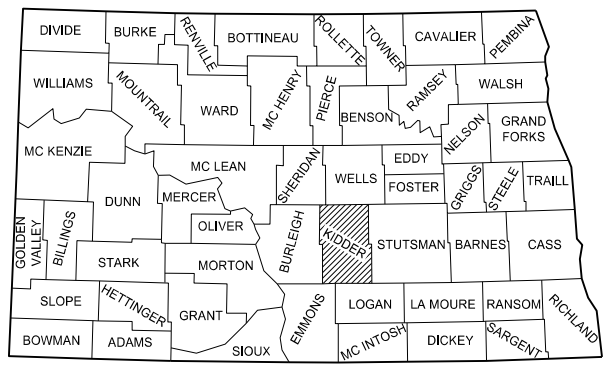 DIVIDE
BURKE
RENVILLE
BOTTINEAU
ROLLETTE
TOWNER
CAVALIER
PEMBINA
WILLIAMS
MOUNTRAIL
WARD
MC HENRY
PIERCE
BENSON
RAMSEY
WALSH
NELSON
GRAND
FORKS
MC KENZIE
MC LEAN
SHERIDAN
WELLS
EDDY
FOSTER
GRIGGS
STEELE
TRAILL
DUNN
MERCER
OLIVER
BURLEIGH
KIDDER
STUTSMAN
BARNES
CASS
GOLDEN
VALLEY
BILLINGS
STARK
MORTON
SLOPE
HETTINGER
GRANT
EMMONS
LOGAN
LA MOURE
RANSOM
RICHLAND
BOWMAN
ADAMS
SIOUX
MC INTOSH
DICKEY
SARGENT